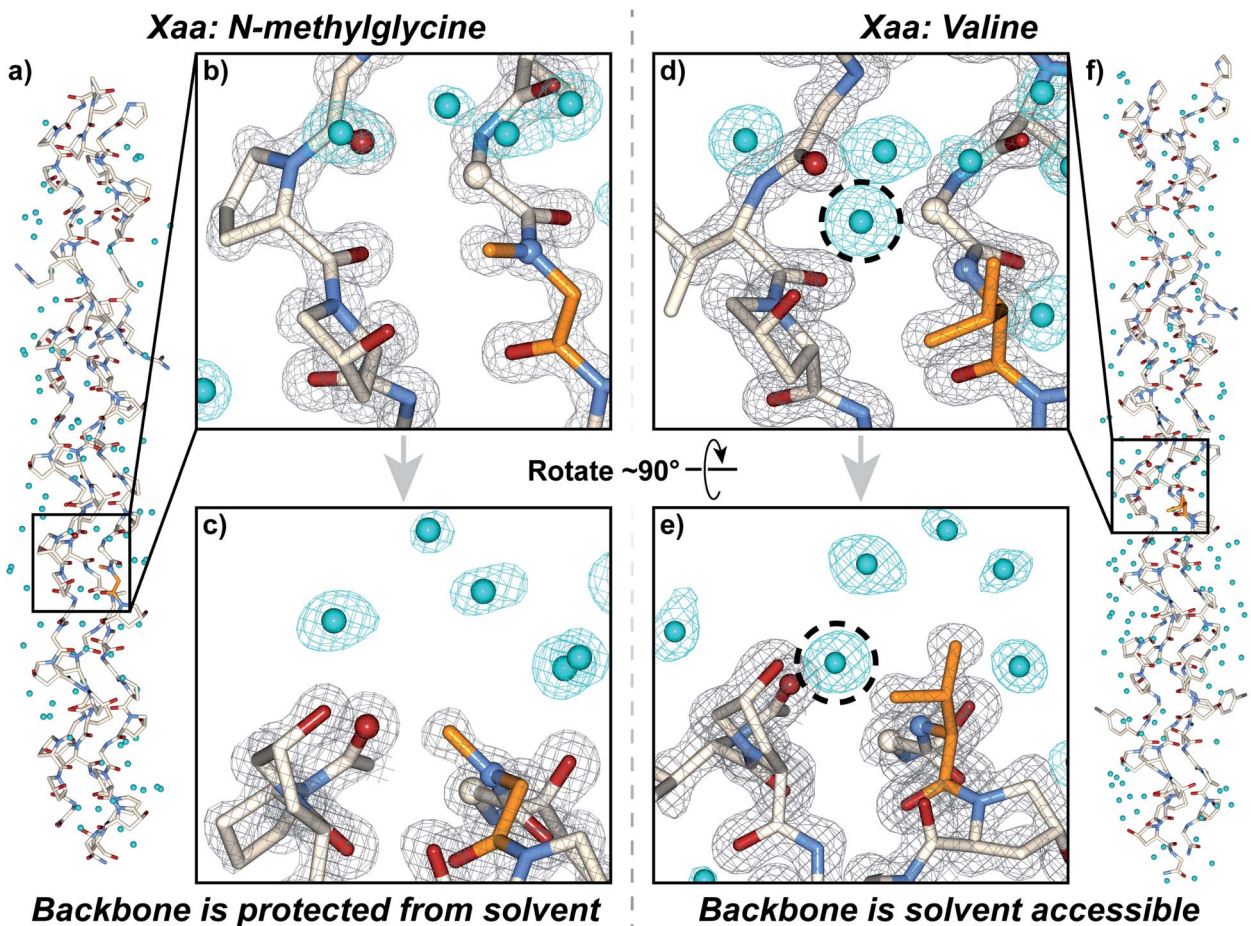 Xaa: N-methylglycine
Xaa: Valine
a)
b)
d)
f)
Rotate ~90°
c)
e)
Backbone is protected from solvent
Backbone is solvent accessible